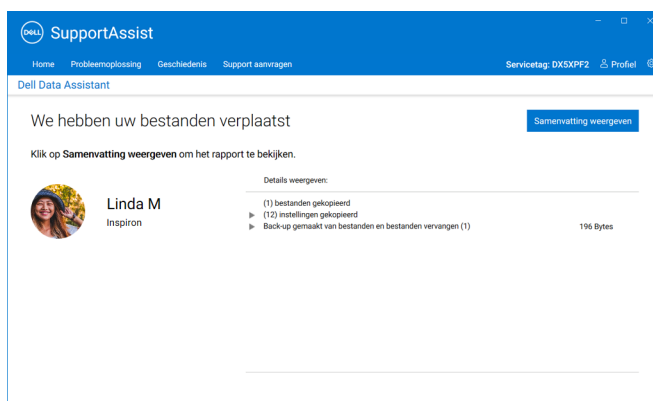 DELL SupportAssist
Home Probleemoplossing Geschiedenis Support aanvragen Servicetag: DX5XPF2 Profiel
Dell Data Assistant
We hebben uw bestanden verplaatst
Samenvatting weergeven
Klik op Samenvatting weergeven om het rapport te bekijken.
Linda M
Inspiron
Details weergeven:
(1) bestanden gekopieerd
(12) instellingen gekopieerd
Back-up gemaakt van bestanden en bestanden vervangen (1) 196 Bytes